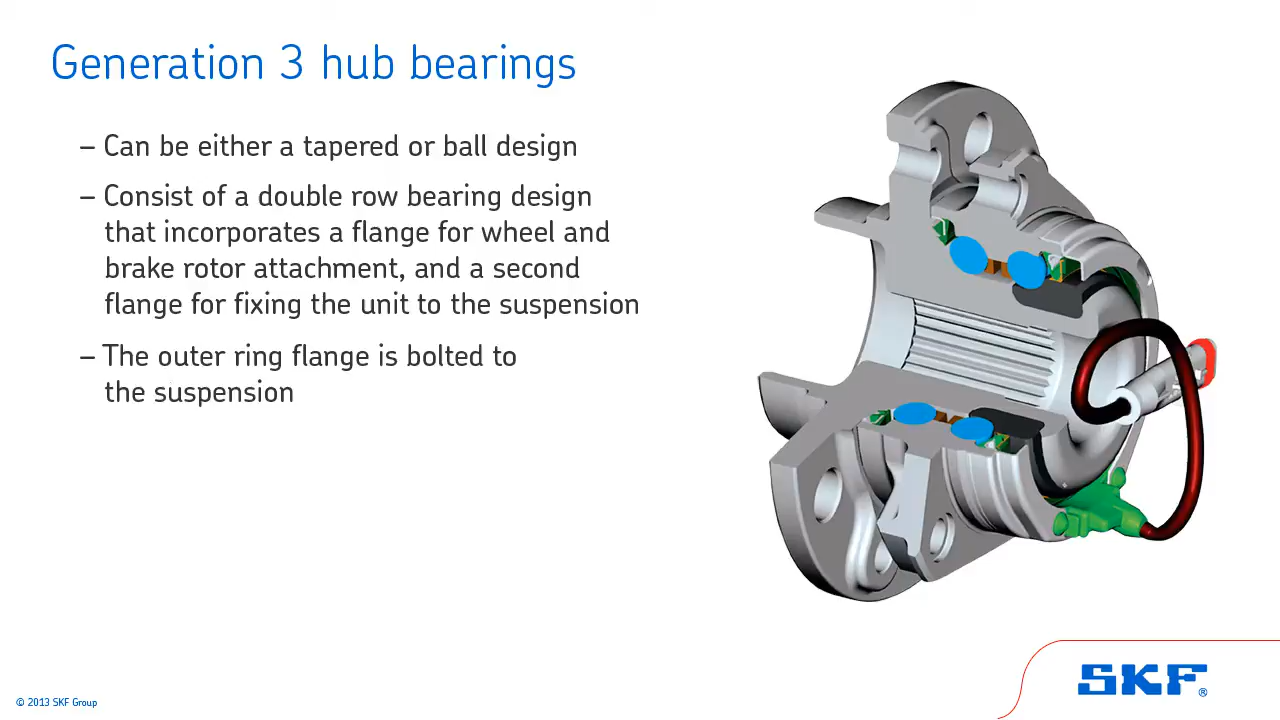 Generation 3 hub bearings
– Can be either a tapered or ball design
– Consist of a double row bearing design
that incorporates a flange for wheel and
brake rotor attachment, and a second
flange for fixing the unit to the suspension
– The outer ring flange is bolted to
the suspension
SKF®
© 2013 SKF Group